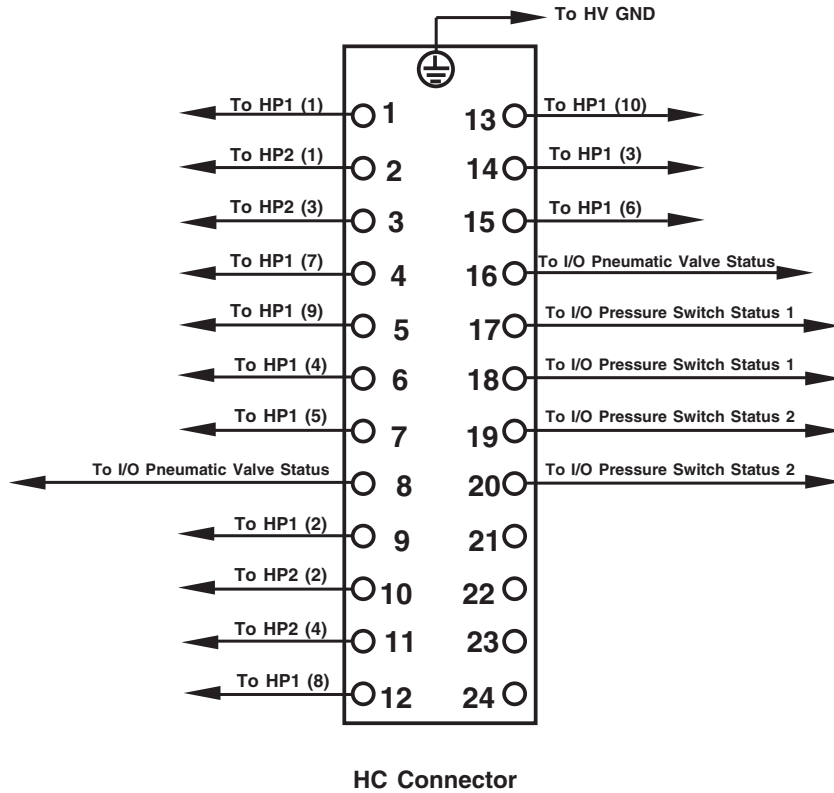 To HV GND
To HP1 (1) 1 13 To HP1 (10)
To HP2 (1) 2 14 To HP1 (3)
To HP2 (3) 3 15 To HP1 (6)
To HP1 (7) 4 16 To I/O Pneumatic Valve Status
To HP1 (9) 5 17 To I/O Pressure Switch Status 1
To HP1 (4) 6 18 To I/O Pressure Switch Status 1
To HP1 (5) 7 19 To I/O Pressure Switch Status 2
To I/O Pneumatic Valve Status 8 20 To I/O Pressure Switch Status 2
To HP1 (2) 9 21
To HP2 (2) 10 22
To HP2 (4) 11 23
To HP1 (8) 12 24
HC Connector